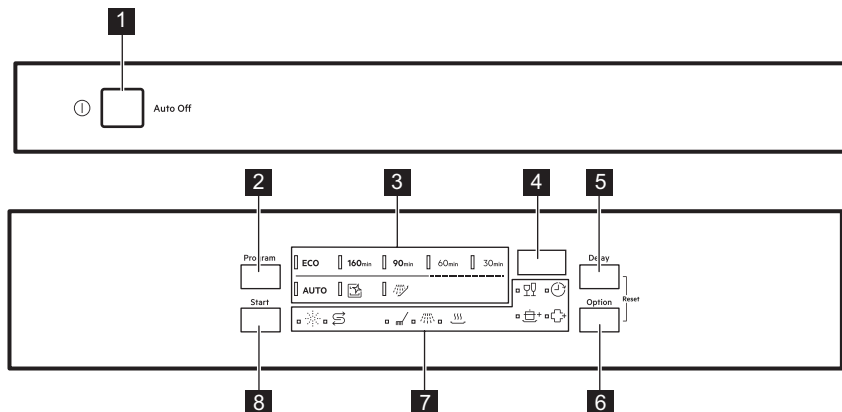 1
Auto Off
2 3 4 5
Program Delay
ECO 160min 90min 60min 30min
AUTO
Start Option Reset
8 7 6